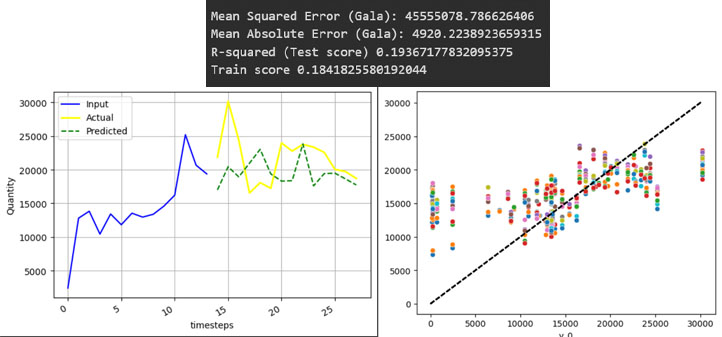 Mean Squared Error (Gala): 45555078.786626406
Mean Absolute Error (Gala): 4920.2238923659315
R-squared (Test score) 0.19367177832095375
Train score 0.1841825580192044
30000
25000
20000
15000
10000
5000
Quantity
Input
Actual
Predicted
0
5
10
15
20
25
timesteps
30000
25000
20000
15000
10000
5000
0
0 5000 10000 15000 20000 25000 30000